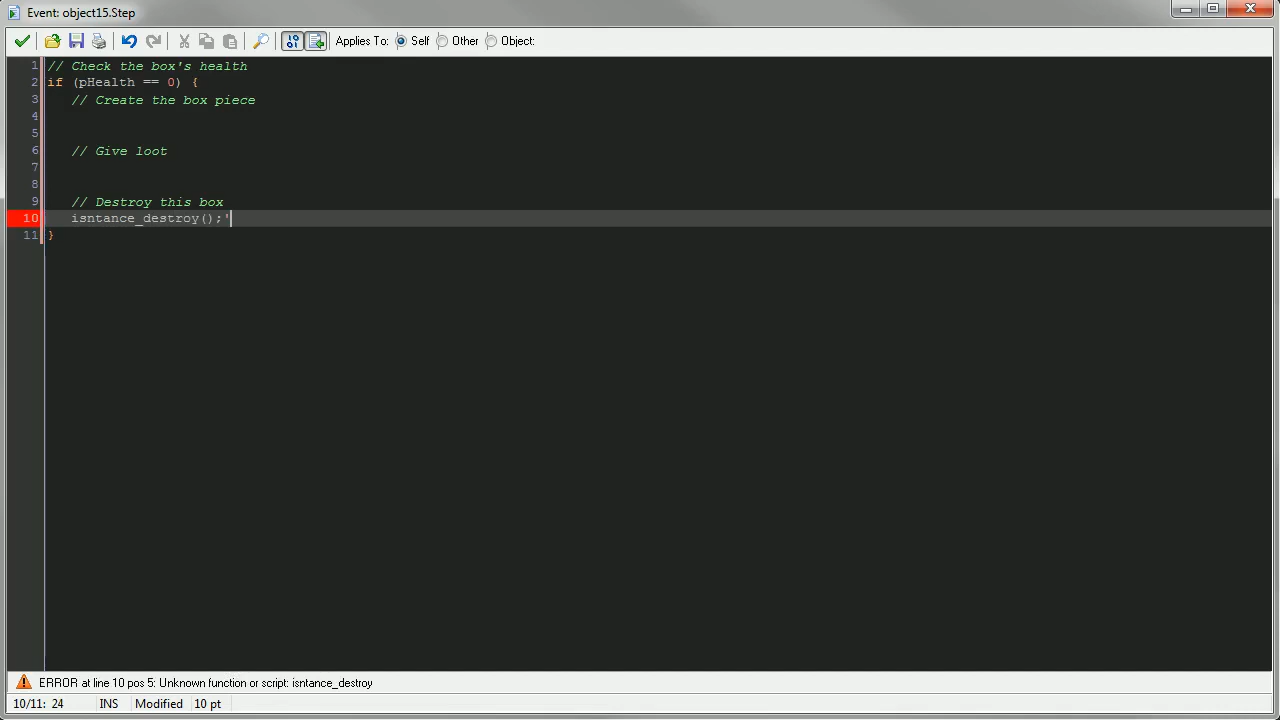 Event: object15.Step
Applies To: Self Other Object:
1 // Check the box's health
2 if (pHealth == 0) {
3 // Create the box piece
4
5
6 // Give loot
7
8
9 // Destroy this box
10 isntance_destroy();'
11 }
ERROR at line 10 pos 5: Unknown function or script: isntance_destroy
10/11: 24 INS Modified 10 pt